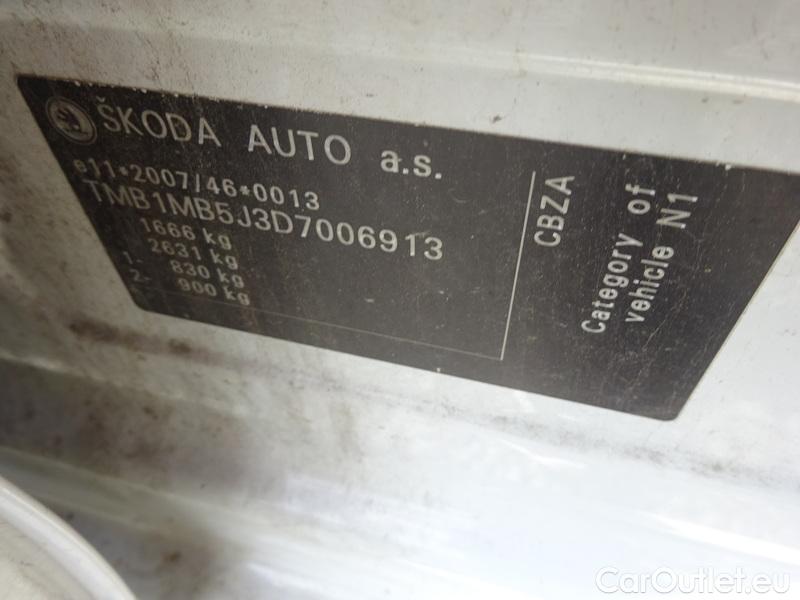 ŠKODA AUTO a.s.
e11*2007/46*0013
TMB1MB5J3D7006913
1666 kg
2631 kg
1- 830 kg
2- 900 kg
CBZA
Category of
vehicle N1
CarOutlet.eu